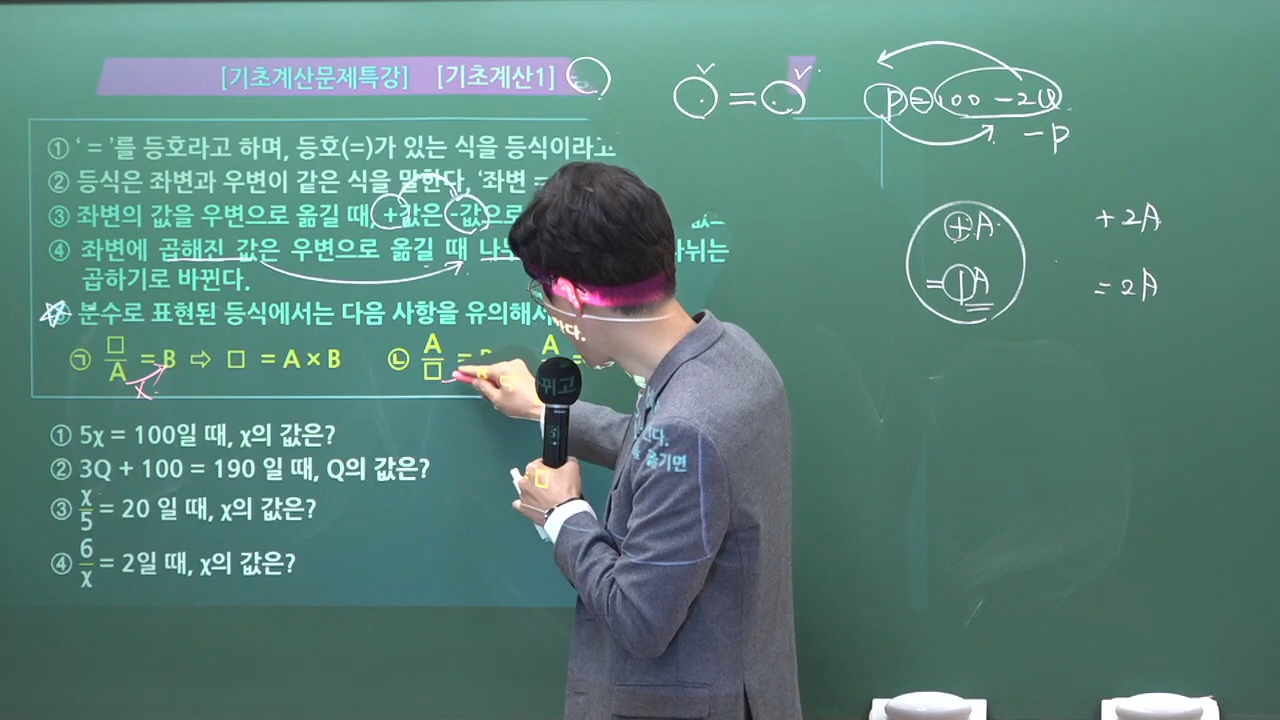 [기초계산문제특강] [기초계산1]
① ' = '를 등호라고 하며, 등호(=)가 있는 식을 등식이라고
② 등식은 좌변과 우변이 같은 식을 말한다, '좌변 =
③ 좌변의 값을 우변으로 옮길 때, +값은 -값으로
④ 좌변에 곱해진 값은 우변으로 옮길 때
곱하기로 바뀐다.
분수로 표현된 등식에서는 다음 사항을 유의해서
㉠ □/A = B ⇨ □ = A × B ㉡ A/□ =
① 5χ = 100일 때, χ의 값은?
② 3Q + 100 = 190 일 때, Q의 값은?
③ χ/5 = 20 일 때, χ의 값은?
④ 6/χ = 2일 때, χ의 값은?
○ = ○
P = 100 - 2Q
- P
+ A
= 1A
+ 2A
= 2A